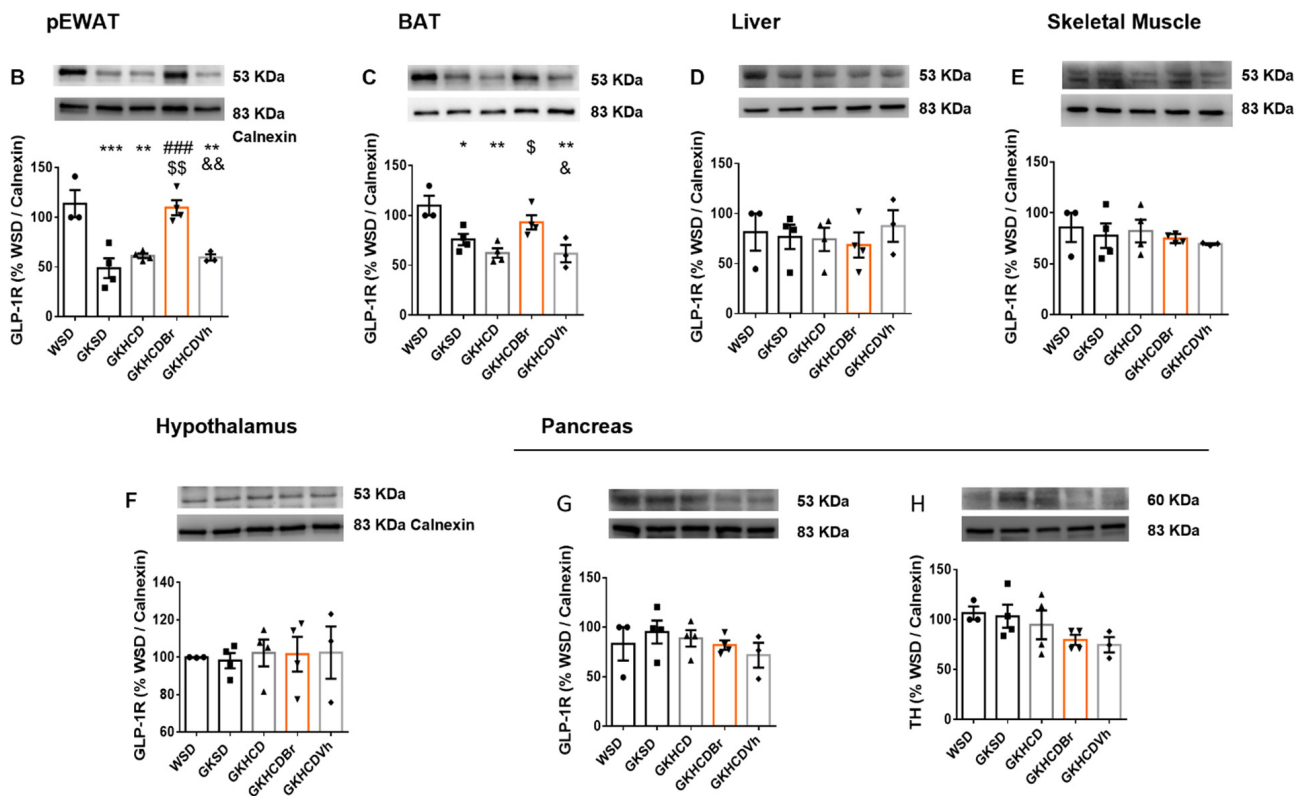 pEWAT
BAT
Liver
Skeletal Muscle
B
53 KDa
83 KDa
Calnexin
*** ** ### **
$$ &&
GLP-1R (% WSD / Calnexin)
150
100
50
0
WSD
GKSD
GKHCD
GKHCDBr
GKHCDVh
C
53 KDa
83 KDa
* ** $ **
&
GLP-1R (% WSD / Calnexin)
150
100
50
0
WSD
GKSD
GKHCD
GKHCDBr
GKHCDVh
D
53 KDa
83 KDa
GLP-1R (% WSD / Calnexin)
150
100
50
0
WSD
GKSD
GKHCD
GKHCDBr
GKHCDVh
E
53 KDa
83 KDa
GLP-1R (% WSD / Calnexin)
150
100
50
0
WSD
GKSD
GKHCD
GKHCDBr
GKHCDVh
Hypothalamus
Pancreas
F
53 KDa
83 KDa Calnexin
GLP-1R (% WSD / Calnexin)
140
120
100
80
60
WSD
GKSD
GKHCD
GKHCDBr
GKHCDVh
G
53 KDa
83 KDa
GLP-1R (% WSD / Calnexin)
150
100
50
0
WSD
GKSD
GKHCD
GKHCDBr
GKHCDVh
H
60 KDa
83 KDa
TH (% WSD / Calnexin)
150
100
50
0
WSD
GKSD
GKHCD
GKHCDBr
GKHCDVh